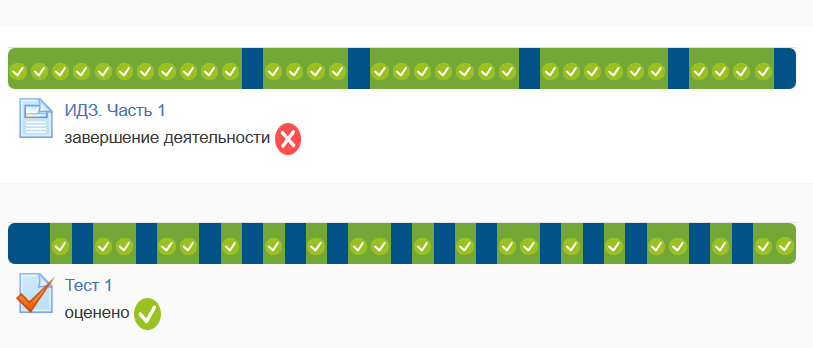 ИДЗ. Часть 1
завершение деятельности
Тест 1
оценено